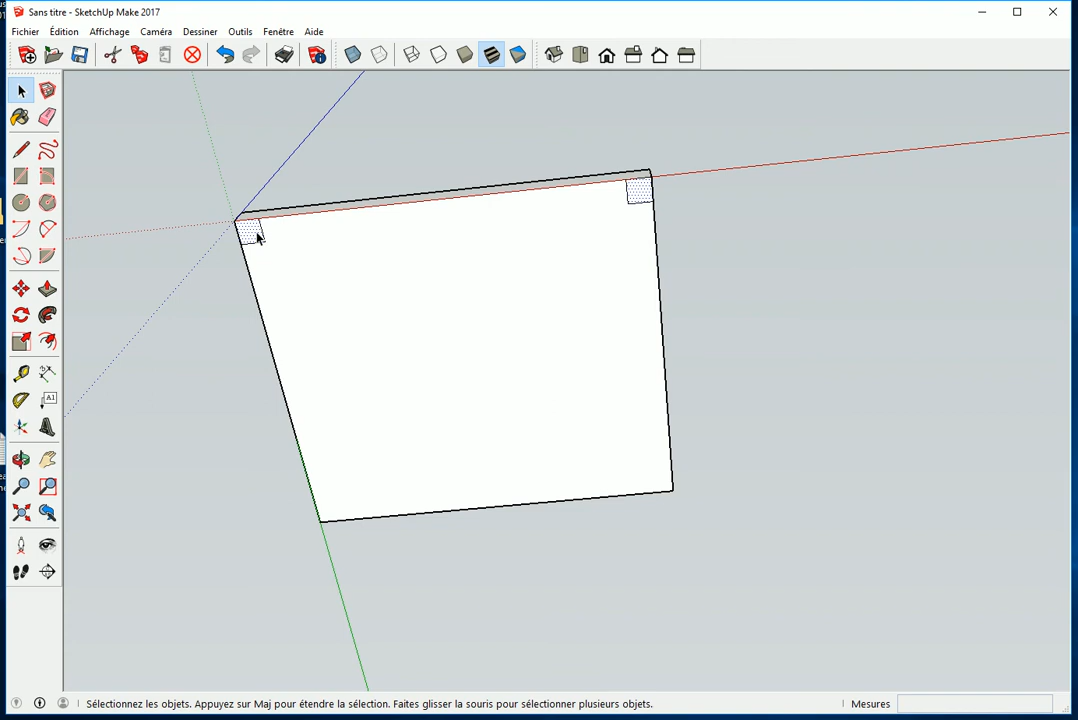 Sans titre - SketchUp Make 2017
Fichier Édition Affichage Caméra Dessiner Outils Fenêtre Aide
A1
Sélectionnez les objets. Appuyez sur Maj pour étendre la sélection. Faites glisser la souris pour sélectionner plusieurs objets.
Mesures